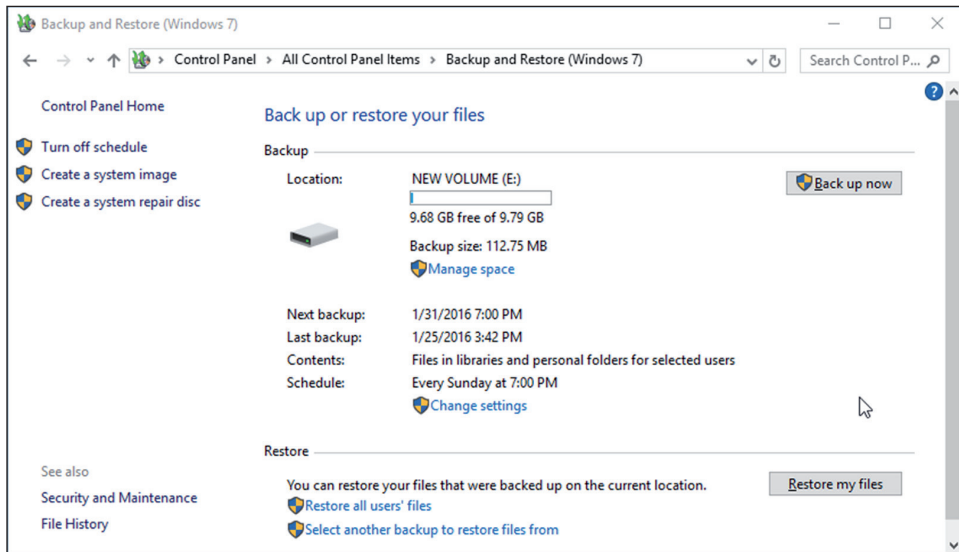 Backup and Restore (Windows 7)
Control Panel > All Control Panel Items > Backup and Restore (Windows 7)
Search Control P...
Control Panel Home
Turn off schedule
Create a system image
Create a system repair disc
See also
Security and Maintenance
File History
?
Back up or restore your files
Backup
Location: NEW VOLUME (E:)
Back up now
9.68 GB free of 9.79 GB
Backup size: 112.75 MB
Manage space
Next backup: 1/31/2016 7:00 PM
Last backup: 1/25/2016 3:42 PM
Contents: Files in libraries and personal folders for selected users
Schedule: Every Sunday at 7:00 PM
Change settings
Restore
You can restore your files that were backed up on the current location.
Restore my files
Restore all users' files
Select another backup to restore files from